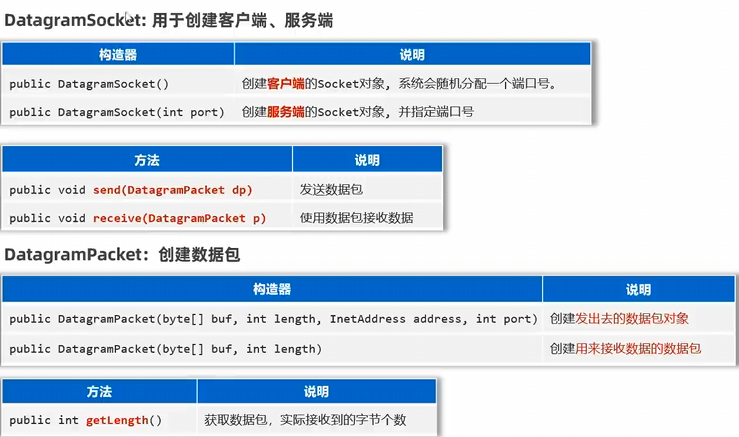 DatagramSocket: 用于创建客户端、服务端
构造器 说明
public DatagramSocket() 创建客户端的Socket对象, 系统会随机分配一个端口号。
public DatagramSocket(int port) 创建服务端的Socket对象, 并指定端口号
方法 说明
public void send(DatagramPacket dp) 发送数据包
public void receive(DatagramPacket p) 使用数据包接收数据
DatagramPacket：创建数据包
构造器 说明
public DatagramPacket(byte[] buf, int length, InetAddress address, int port) 创建发出去的数据包对象
public DatagramPacket(byte[] buf, int length) 创建用来接收数据的数据包
方法 说明
public int getLength() 获取数据包，实际接收到的字节个数